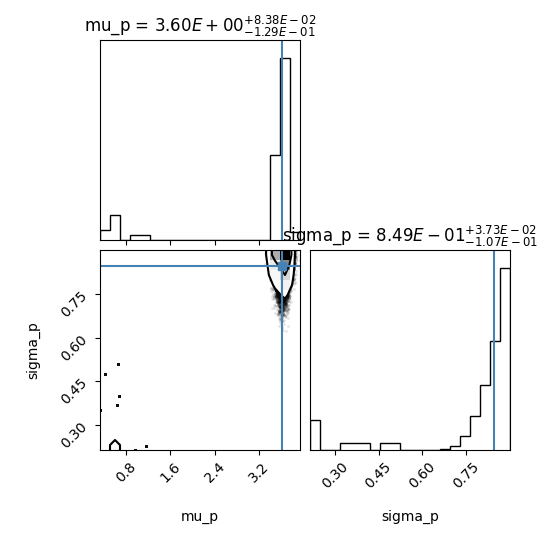 mu_p = 3.60E + 00+8.38E − 02 −1.29E − 01
sigma_p = 8.49E − 01+3.73E − 02 −1.07E − 01
sigma_p
0.75
0.60
0.45
0.30
0.8 1.6 2.4 3.2
0.30 0.45 0.60 0.75
mu_p
sigma_p